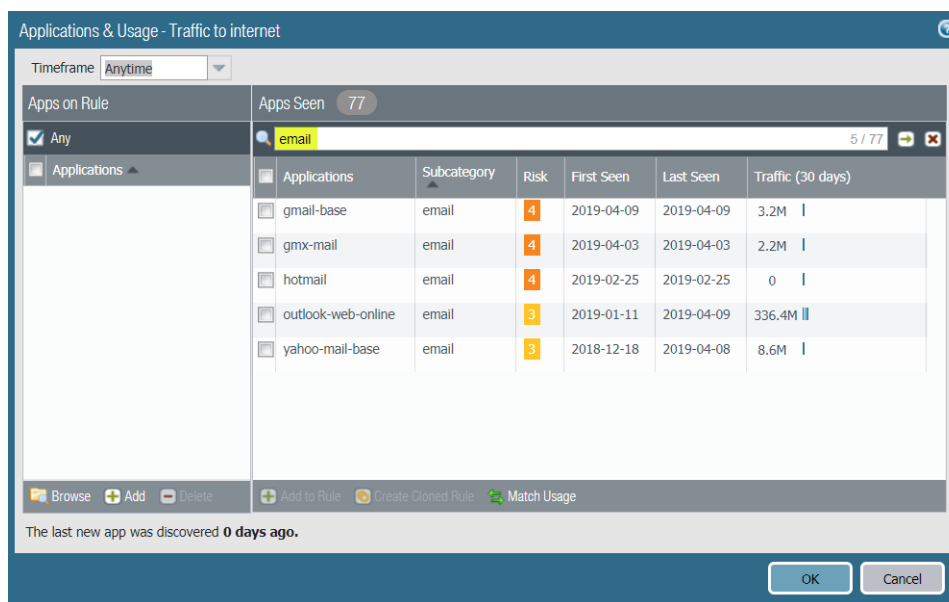 Applications & Usage - Traffic to internet
Timeframe Anytime
Apps on Rule
Apps Seen 77
Any
email 5 / 77
Applications
Applications Subcategory Risk First Seen Last Seen Traffic (30 days)
gmail-base email 4 2019-04-09 2019-04-09 3.2M
gmx-mail email 4 2019-04-03 2019-04-03 2.2M
hotmail email 4 2019-02-25 2019-02-25 0
outlook-web-online email 3 2019-01-11 2019-04-09 336.4M
yahoo-mail-base email 3 2018-12-18 2019-04-08 8.6M
Browse Add Delete
Add to Rule Create Cloned Rule Match Usage
The last new app was discovered 0 days ago.
OK Cancel